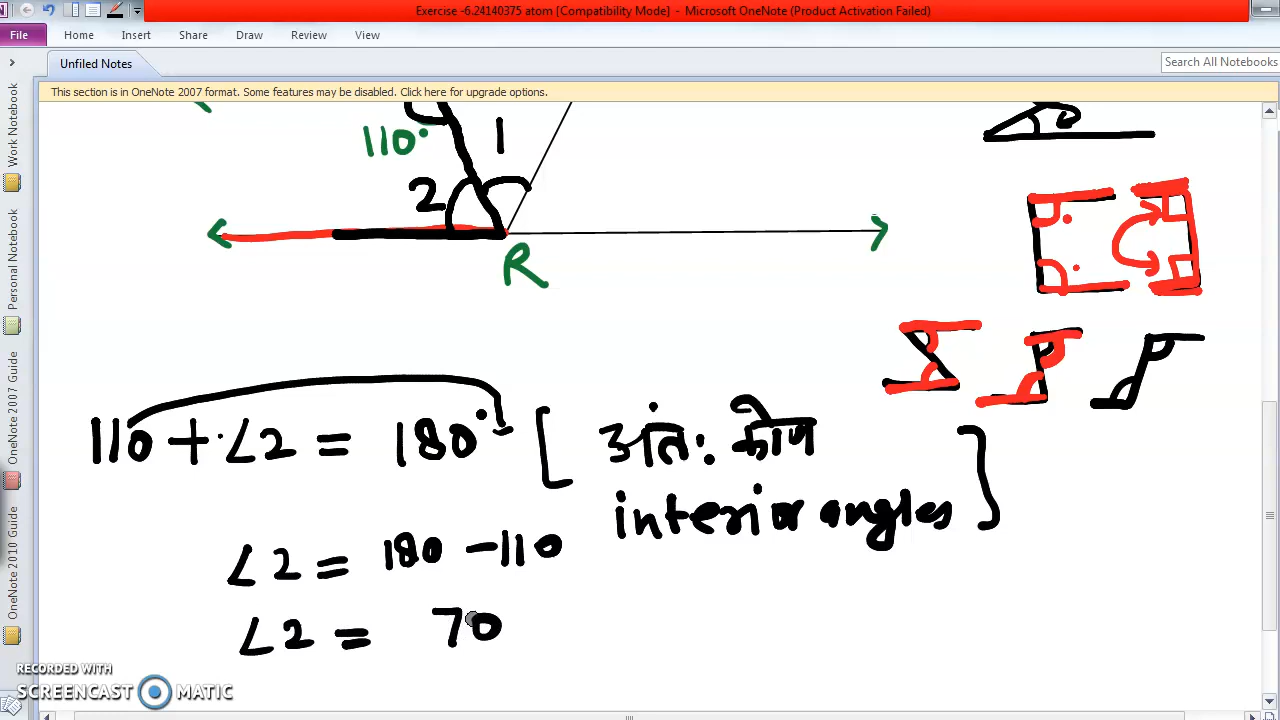 Exercise -6.24140375 atom [Compatibility Mode] - Microsoft OneNote (Product Activation Failed)
File Home Insert Share Draw Review View
Unfiled Notes
Search All Notebooks
This section is in OneNote 2007 format. Some features may be disabled. Click here for upgrade options.
Work Notebook
Personal Notebook
OneNote 2007 Guide
OneNote 2010 Guide
110°
1
2
R
110 + ∠2 = 180° [ अंतः कोण
interior angles ]
∠2 = 180 - 110
∠2 = 70
RECORDED WITH
SCREENCAST MATIC